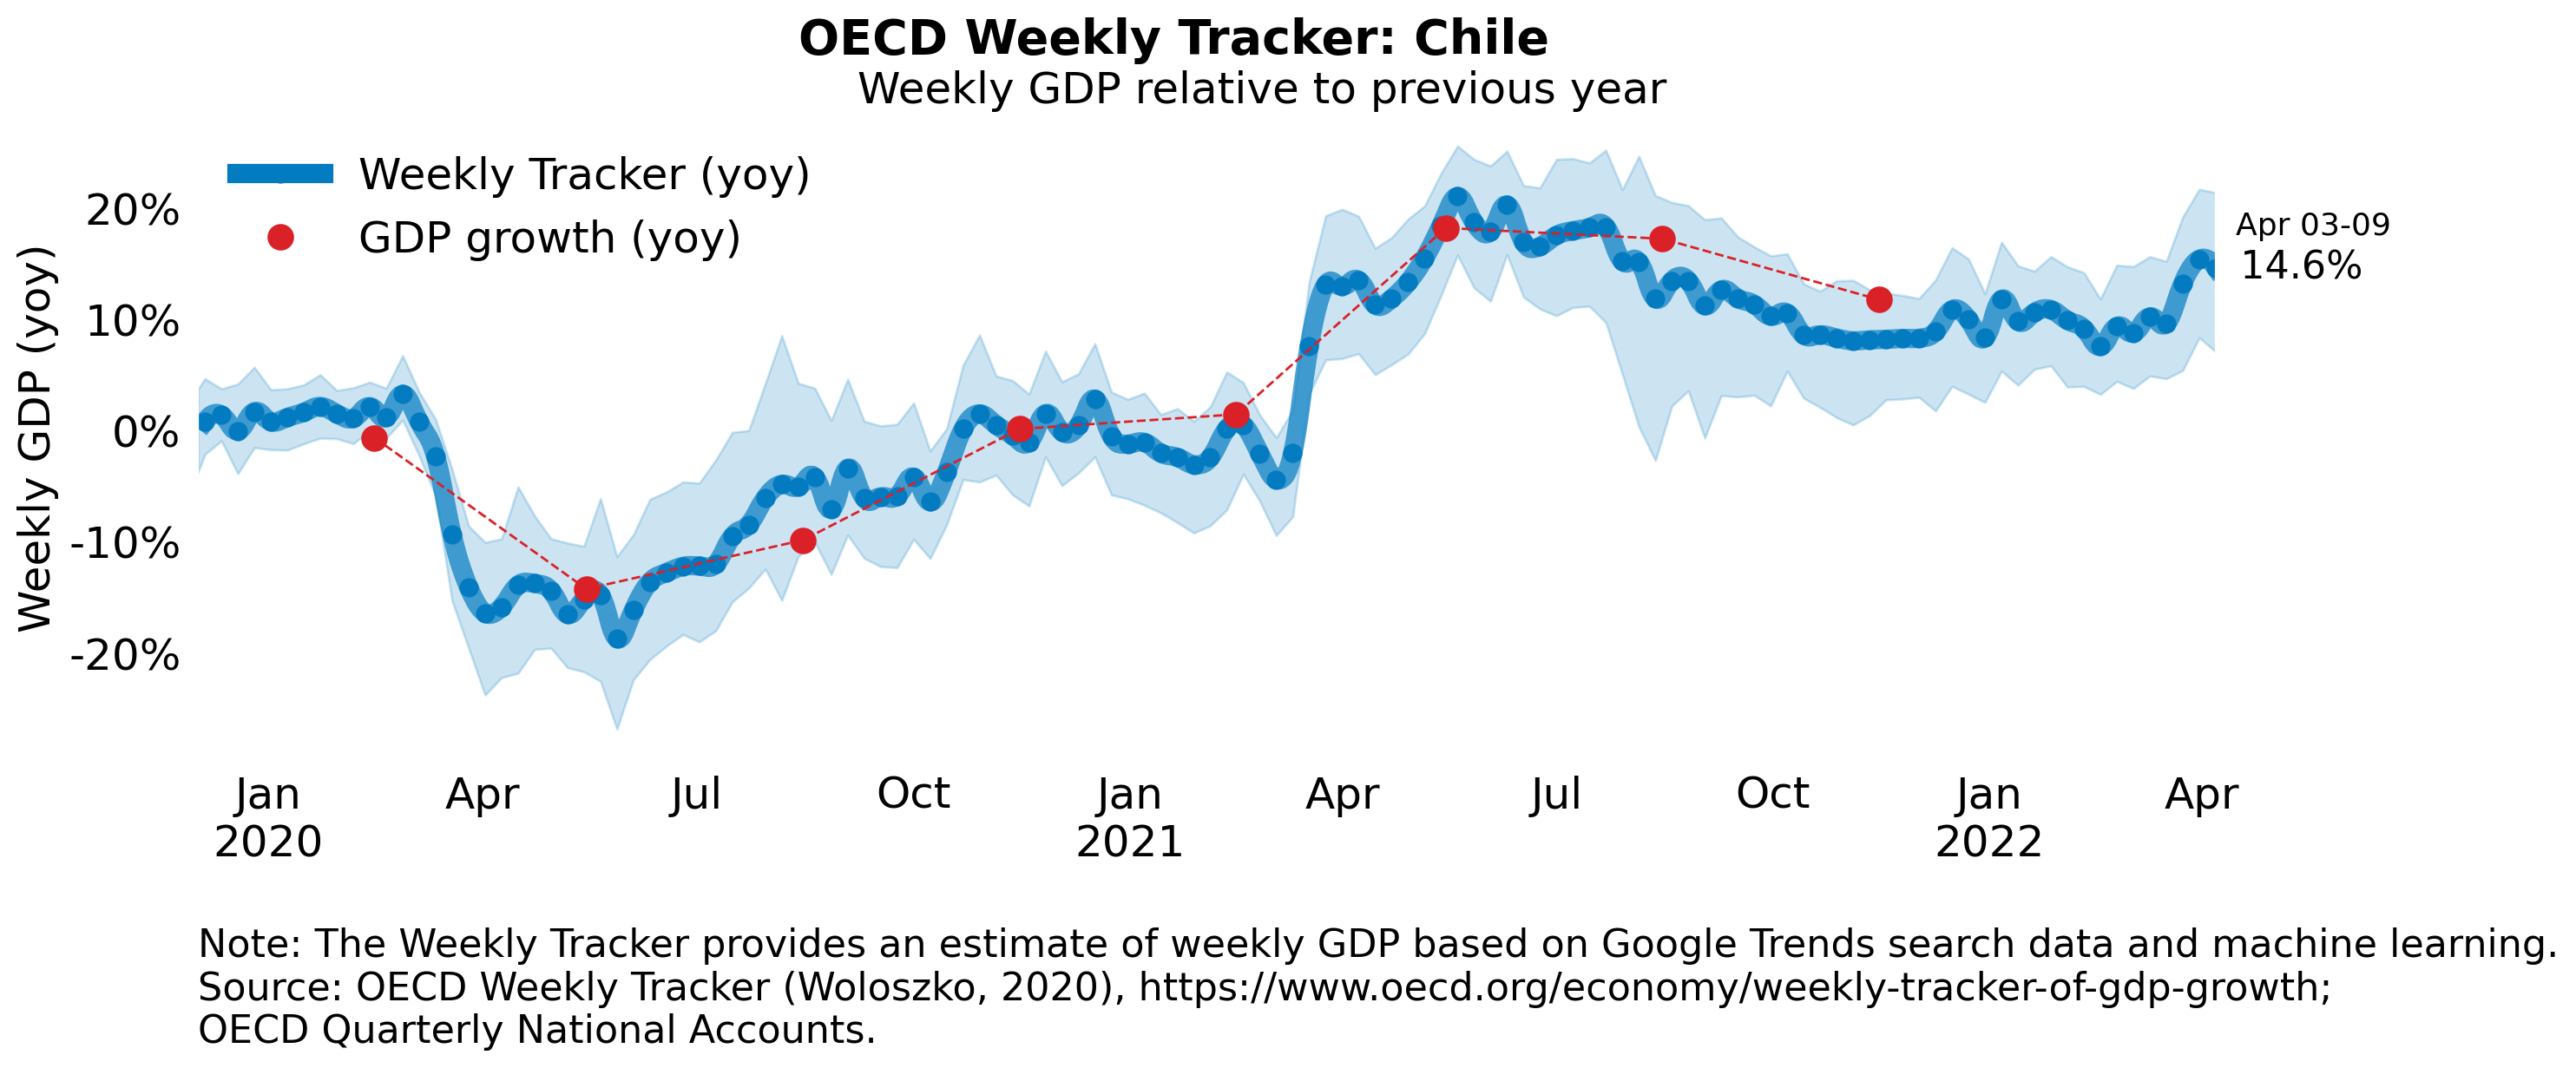 OECD Weekly Tracker: Chile
Weekly GDP relative to previous year
Weekly Tracker (yoy)
GDP growth (yoy)
Weekly GDP (yoy)
20%
10%
0%
-10%
-20%
Apr 03-09
14.6%
Jan Apr Jul Oct Jan Apr Jul Oct Jan Apr
2020 2021 2022
Note: The Weekly Tracker provides an estimate of weekly GDP based on Google Trends search data and machine learning.
Source: OECD Weekly Tracker (Woloszko, 2020), https://www.oecd.org/economy/weekly-tracker-of-gdp-growth;
OECD Quarterly National Accounts.